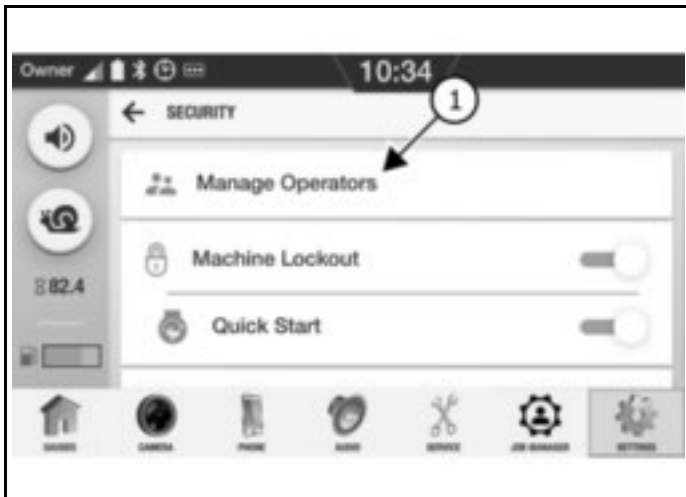 Owner 10:34
1
SECURITY
Manage Operators
Machine Lockout
82.4
Quick Start
GAUGES CAMERA PHONE AUDIO SERVICE JOB MANAGER SETTINGS